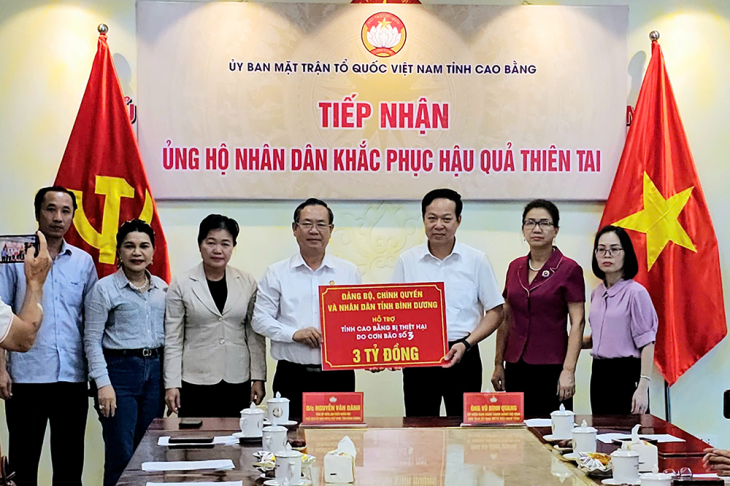 ỦY BAN MẶT TRẬN TỔ QUỐC VIỆT NAM TỈNH CAO BẰNG
TIẾP NHẬN
ỦNG HỘ NHÂN DÂN KHẮC PHỤC HẬU QUẢ THIÊN TAI
ĐẢNG BỘ, CHÍNH QUYỀN
VÀ NHÂN DÂN TỈNH BÌNH DƯƠNG
HỖ TRỢ
TỈNH CAO BẰNG BỊ THIỆT HẠI
DO CƠN BÃO SỐ 3
3 TỶ ĐỒNG
Đ/c NGUYỄN VĂN DÀNH
ÔNG VŨ ĐÌNH QUANG